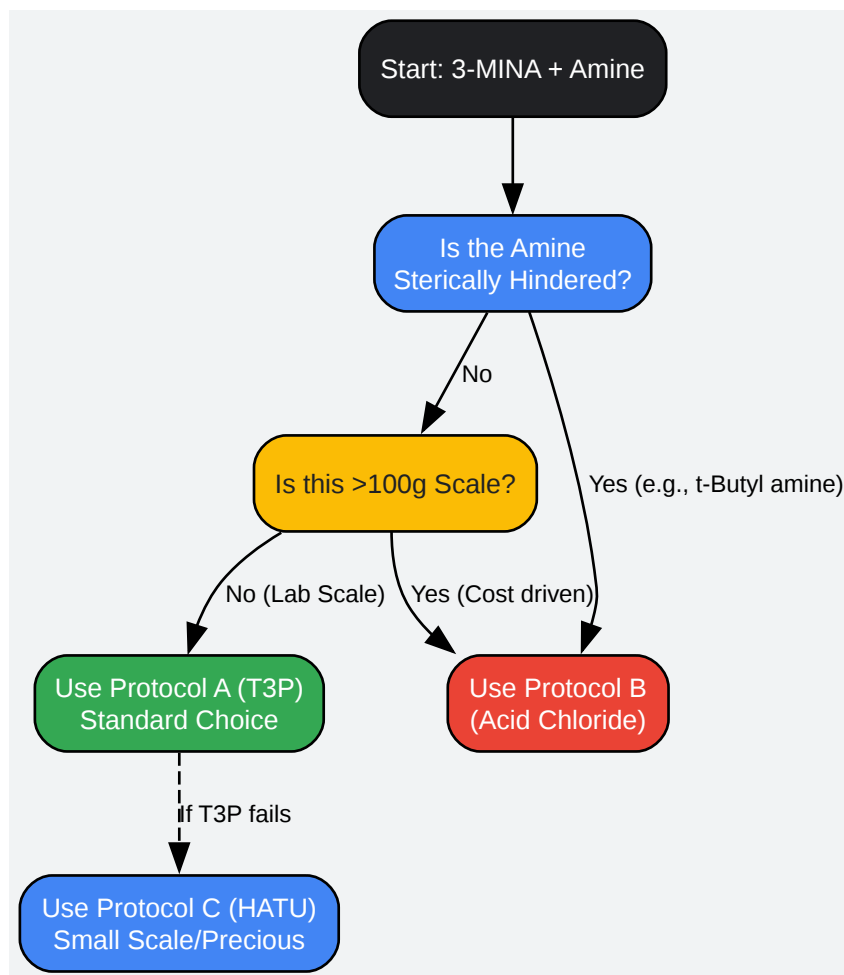 Start: 3-MINA + Amine
Is the Amine
Sterically Hindered?
No
Is this >100g Scale?
Yes (e.g., t-Butyl amine)
No (Lab Scale)
Yes (Cost driven)
Use Protocol A (T3P)
Standard Choice
Use Protocol B
(Acid Chloride)
If T3P fails
Use Protocol C (HATU)
Small Scale/Precious